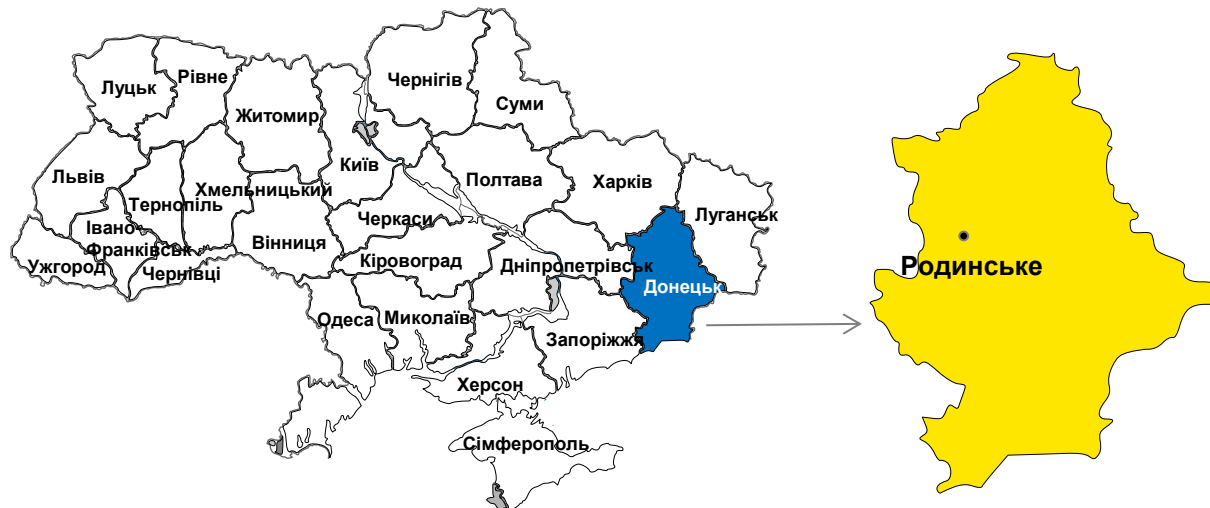 Луцьк
Рівне
Житомир
Чернігів
Суми
Київ
Львів
Тернопіль
Хмельницький
Полтава
Харків
Луганськ
Черкаси
Івано-
Франківськ
Ужгород
Чернівці
Вінниця
Кіровоград
Дніпропетрівськ
Донецьк
Одеса
Миколаїв
Запоріжжя
Херсон
Сімферополь
Родинське